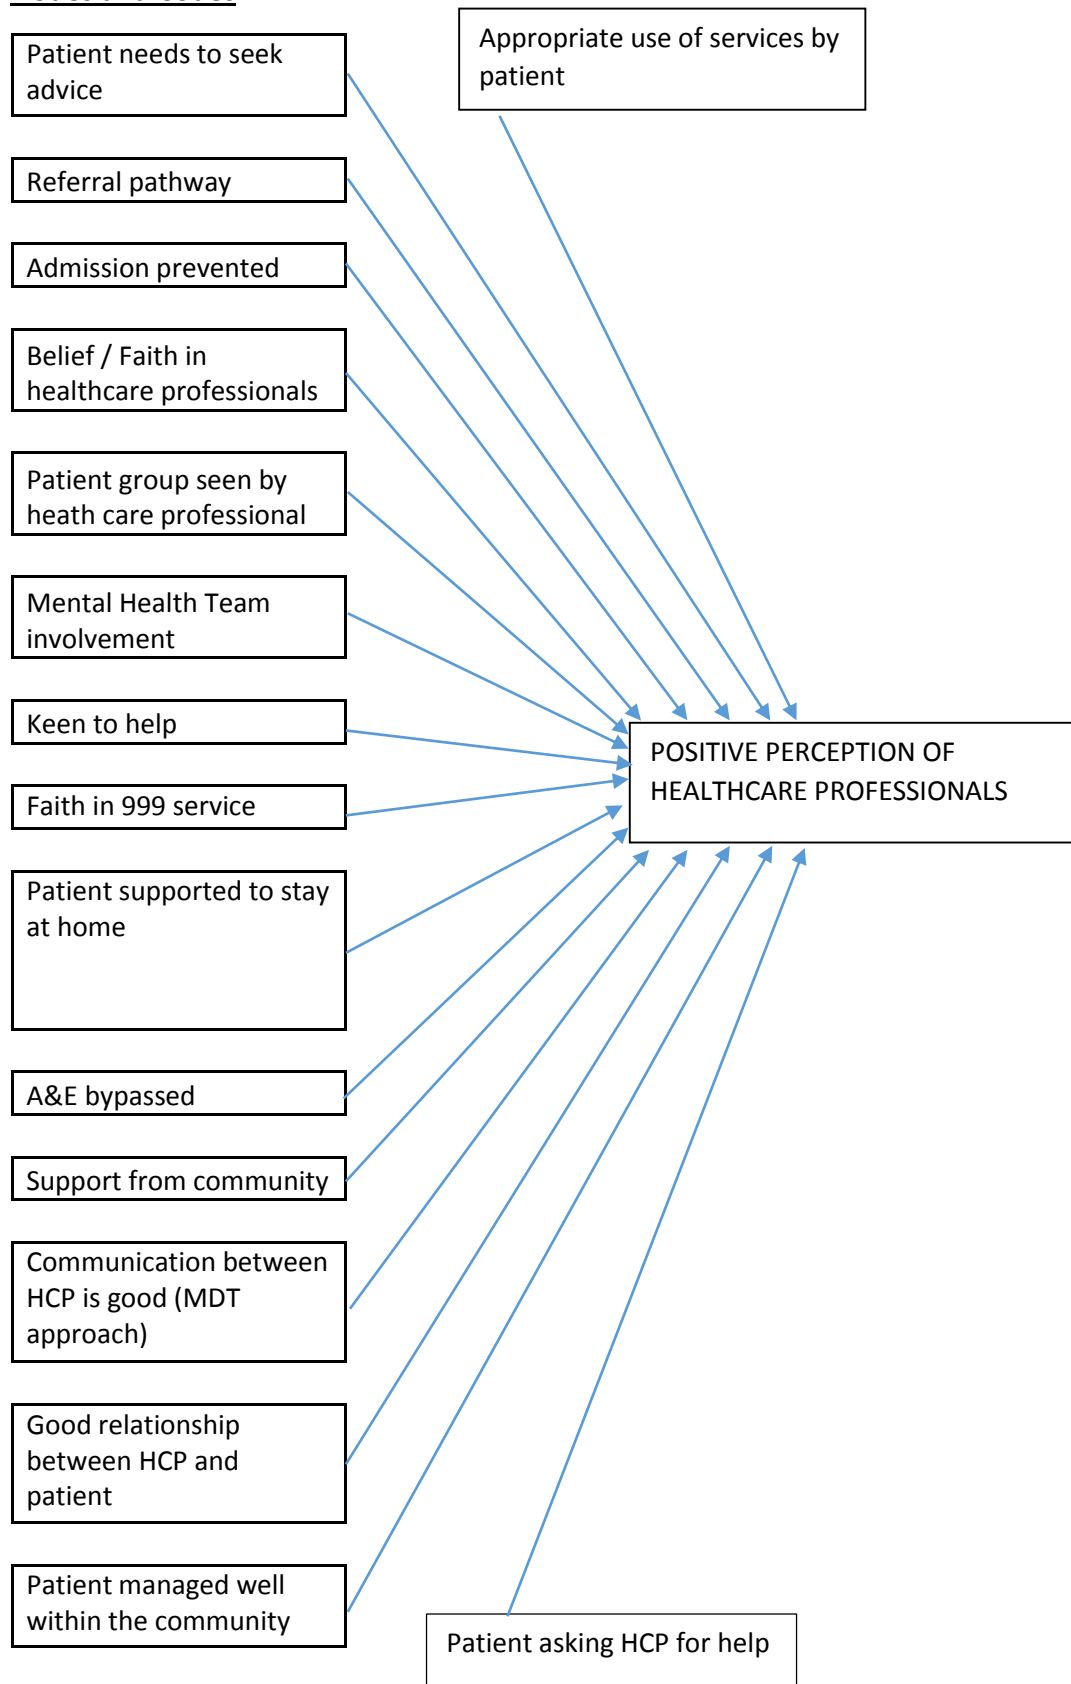 Patient needs to seek
advice
Appropriate use of services by
patient
Referral pathway
Admission prevented
Belief / Faith in
healthcare professionals
Patient group seen by
heath care professional
Mental Health Team
involvement
Keen to help
POSITIVE PERCEPTION OF
HEALTHCARE PROFESSIONALS
Faith in 999 service
Patient supported to stay
at home
A&E bypassed
Support from community
Communication between
HCP is good (MDT
approach)
Good relationship
between HCP and
patient
Patient managed well
within the community
Patient asking HCP for help